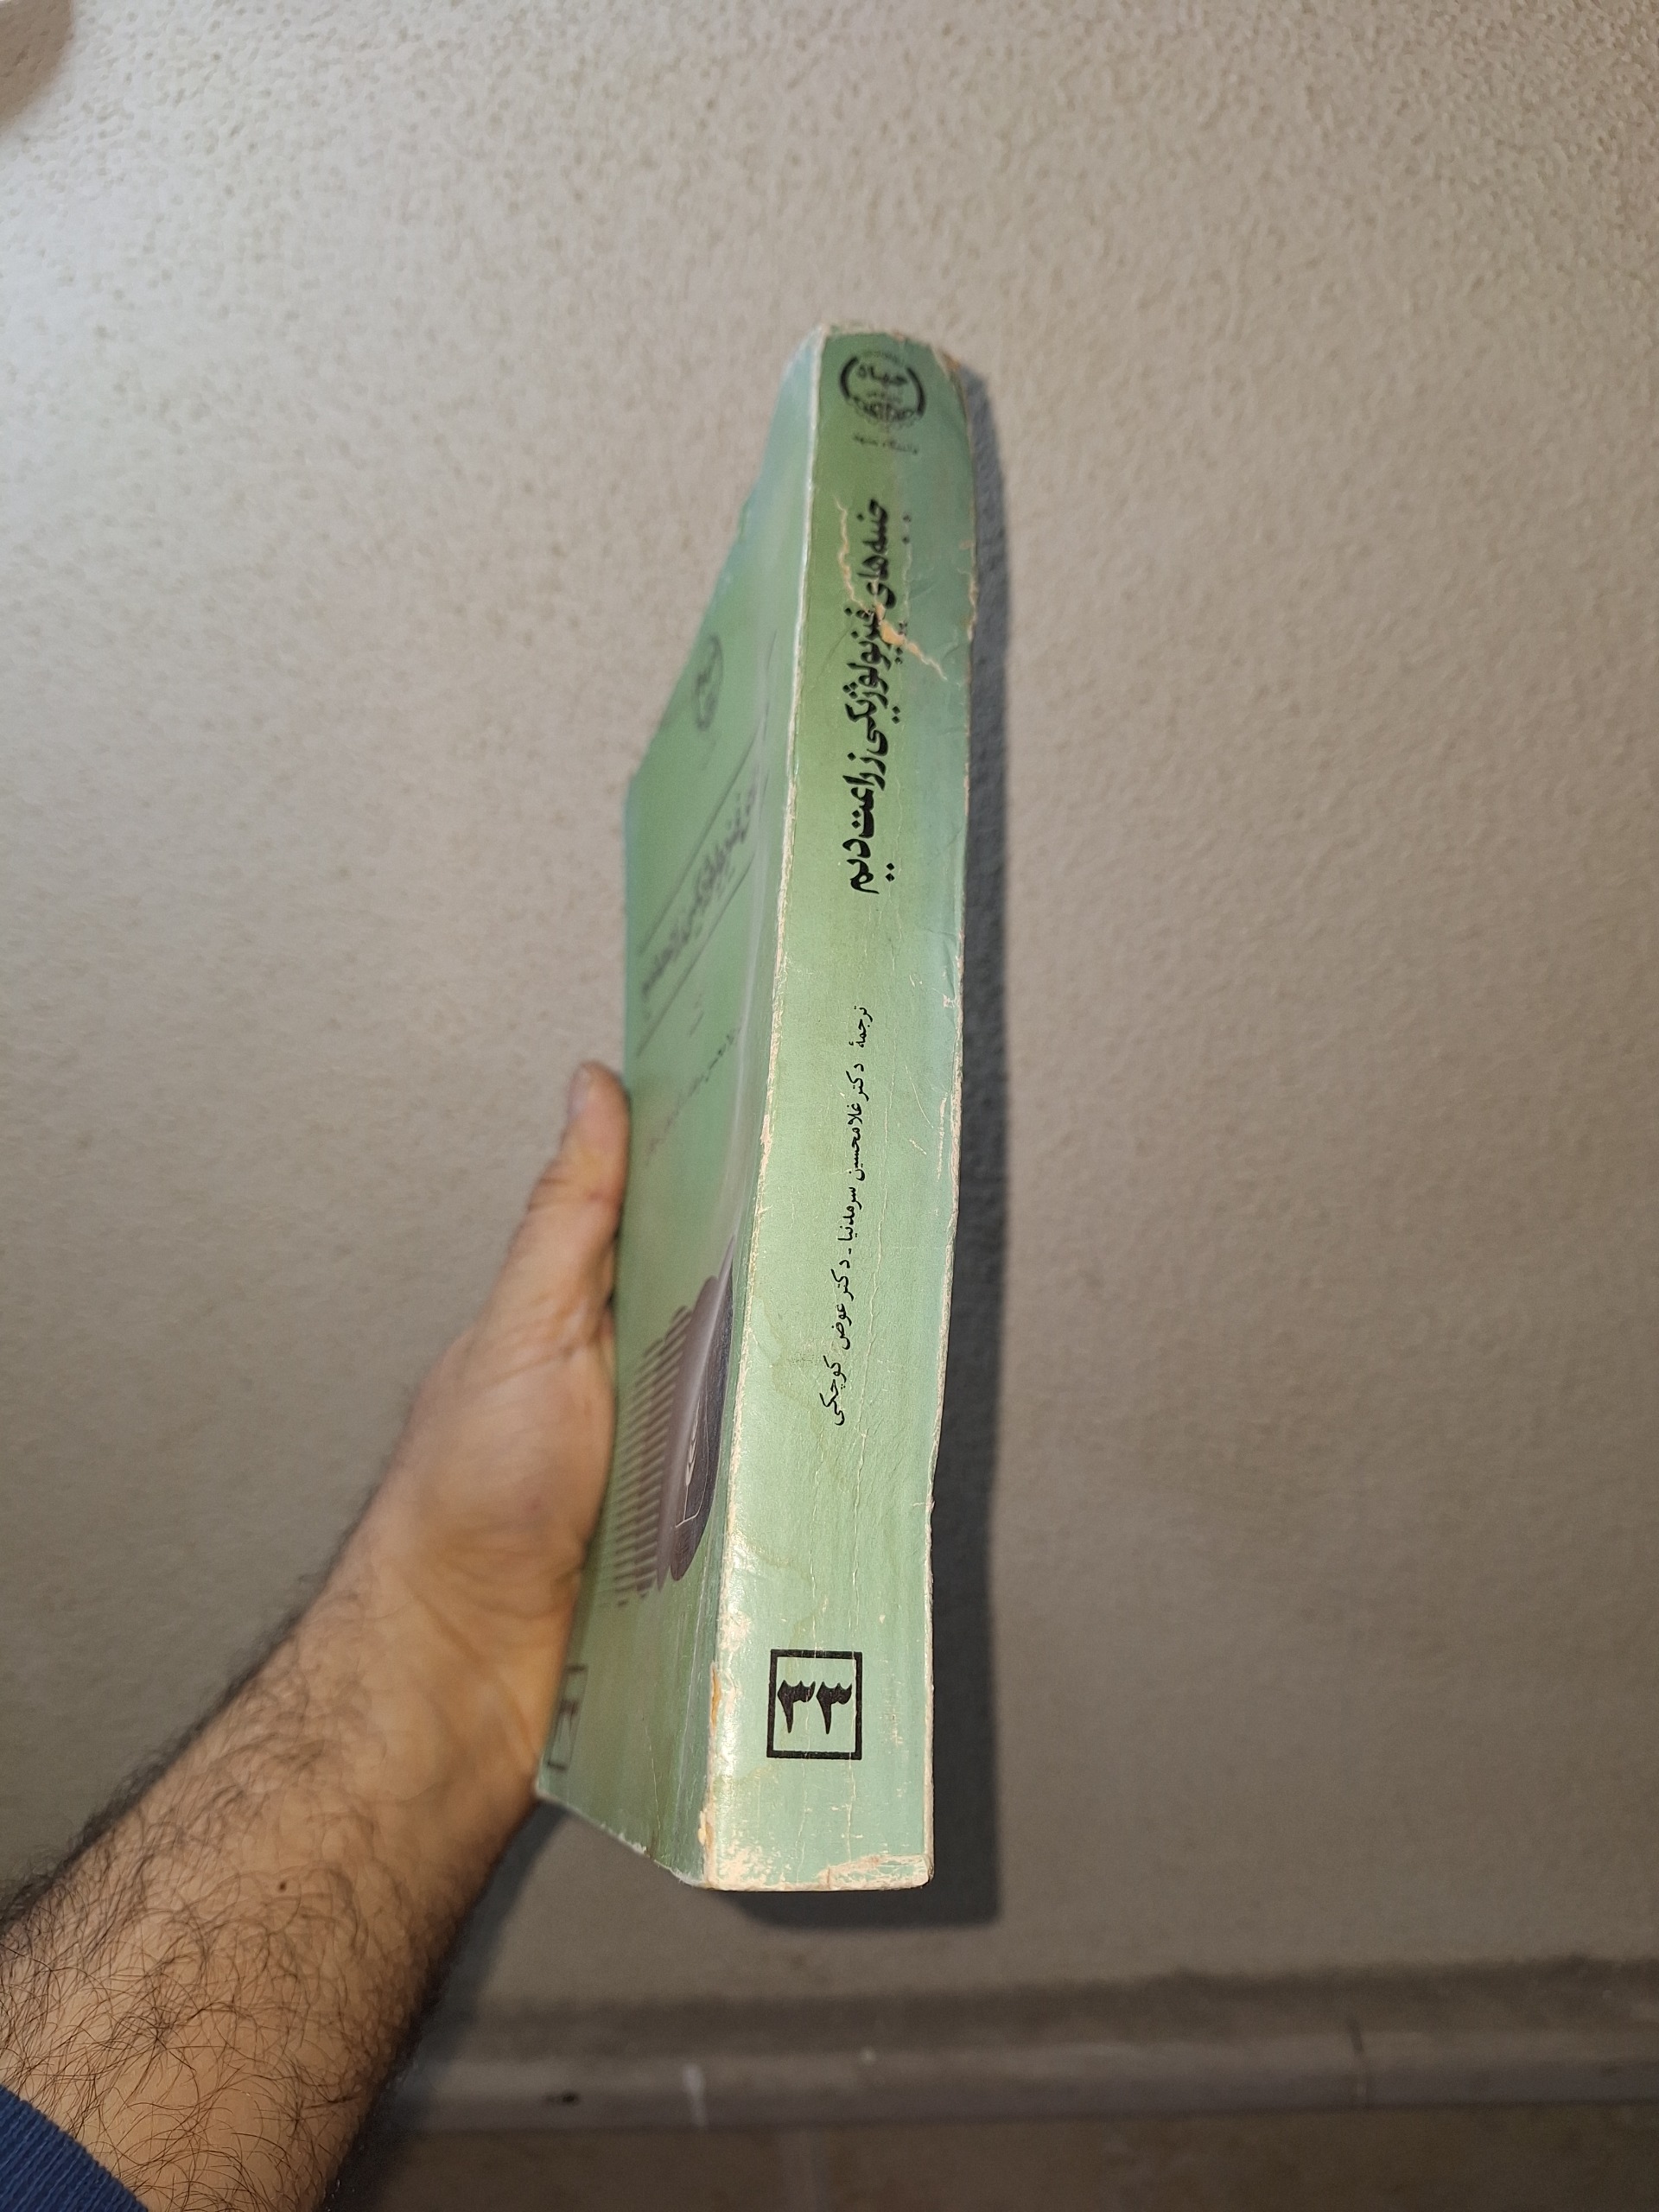 جهاد
دانشگاهی
دانشگاه مشهد
جنبه‌های فیزیولوژیکی زراعت دیم
ترجمهٔ دکتر غلامحسین سرمدنیا - دکتر عوض کوچکی
۳۳